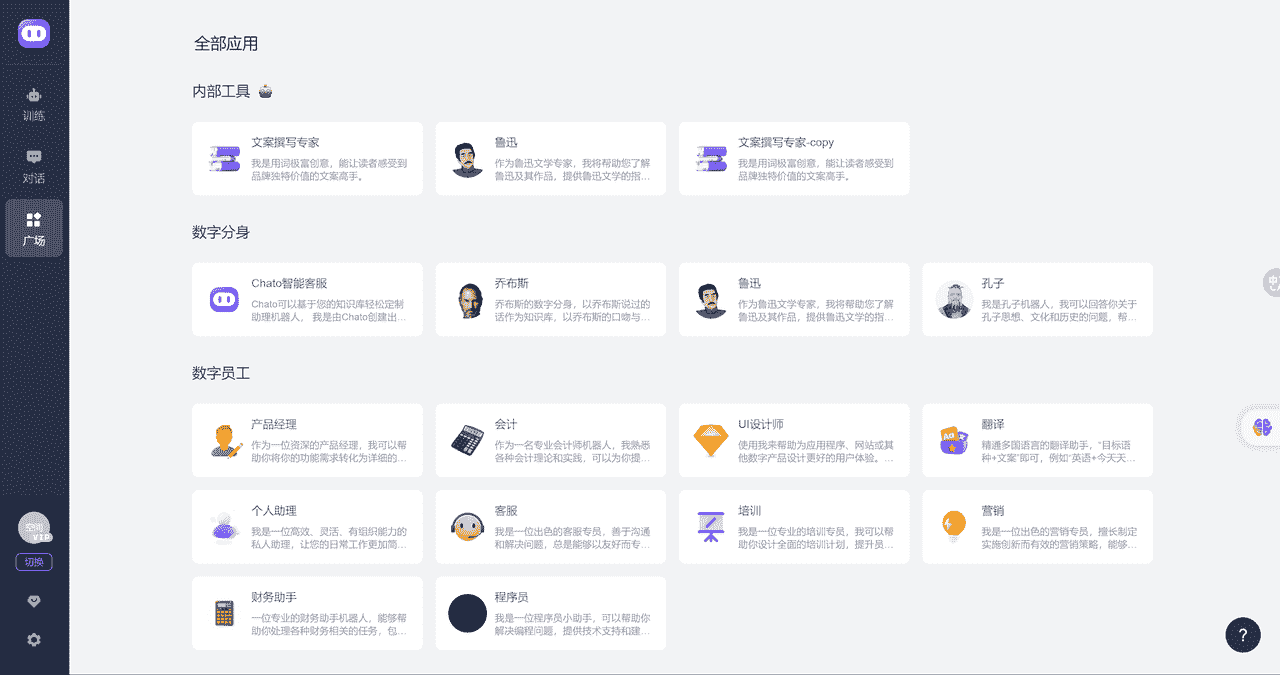 全部应用
内部工具
训练
对话
广场
文案撰写专家
我是用词极富创意，能让读者感受到
品牌独特价值的文案高手。
鲁迅
作为鲁迅文学专家，我将帮助您了解
鲁迅及其作品，提供鲁迅文学的指...
文案撰写专家-copy
我是用词极富创意，能让读者感受到
品牌独特价值的文案高手。
数字分身
Chato智能客服
Chato可以基于您的知识库轻松定制
助理机器人， 我是由Chato创建出...
乔布斯
乔布斯的数字分身，以乔布斯说过的
话作为知识库，以乔布斯的口吻与...
鲁迅
作为鲁迅文学专家，我将帮助您了解
鲁迅及其作品，提供鲁迅文学的指...
孔子
我是孔子机器人，我可以回答你关于
孔子思想、文化和历史的问题，帮...
数字员工
产品经理
作为一位资深的产品经理，我可以帮
助你将你的功能需求转化为详细的...
会计
作为一名专业会计师机器人，我熟悉
各种会计理论和实践，可以为你提...
UI设计师
使用我来帮助为应用程序、网站或其
他数字产品设计更好的用户体验。...
翻译
精通多国语言的翻译助手，“目标语
种+文案”即可，例如“英语+今天天...
个人助理
我是一位高效、灵活、有组织能力的
私人助理，让您的日常工作更加简...
客服
我是一位出色的客服专员，善于沟通
和解决问题，总是能够以友好而专...
培训
我是一位专业的培训专员，我可以帮
助你设计全面的培训计划，提升员...
营销
我是一位出色的营销专员，擅长制定
实施创新而有效的营销策略，能够...
财务助手
一位专业的财务助手机器人，能够帮
助你处理各种财务相关的任务，包...
程序员
我是一位程序员小助手，可以帮助你
解决编程问题，提供技术支持和建...
VIP
切换
中
?